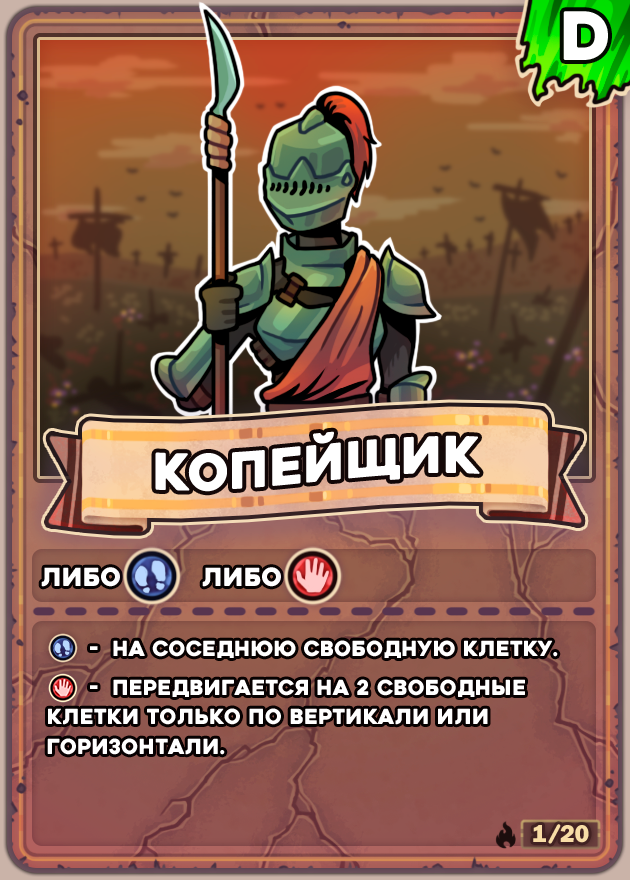 D
КОПЕЙЩИК
ЛИБО ЛИБО
- НА СОСЕДНЮЮ СВОБОДНУЮ КЛЕТКУ.
- ПЕРЕДВИГАЕТСЯ НА 2 СВОБОДНЫЕ
КЛЕТКИ ТОЛЬКО ПО ВЕРТИКАЛИ ИЛИ
ГОРИЗОНТАЛИ.
1/20